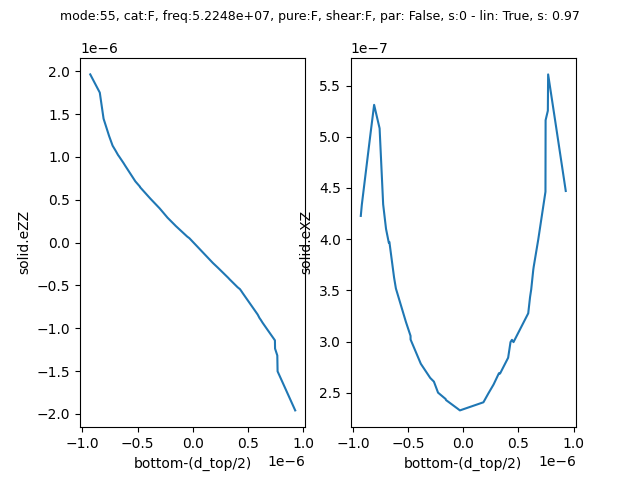 mode:55, cat:F, freq:5.2248e+07, pure:F, shear:F, par: False, s:0 - lin: True, s: 0.97
1e−6
2.0
1.5
1.0
0.5
0.0
−0.5
−1.0
−1.5
−2.0
solid.eZZ
−1.0 −0.5 0.0 0.5 1.0
bottom-(d_top/2) 1e−6
1e−7
5.5
5.0
4.5
4.0
3.5
3.0
2.5
solid.eXZ
−1.0 −0.5 0.0 0.5 1.0
bottom-(d_top/2) 1e−6